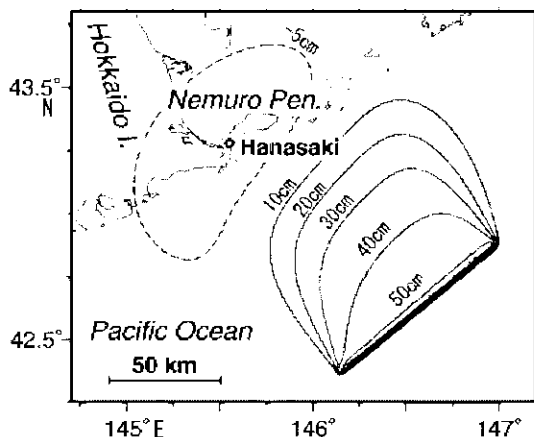 -5cm
43.5°
N
Hokkaido I.
Nemuro Pen.
Hanasaki
10cm
20cm
30cm
40cm
50cm
42.5°
Pacific Ocean
50 km
145°E
146°
147°